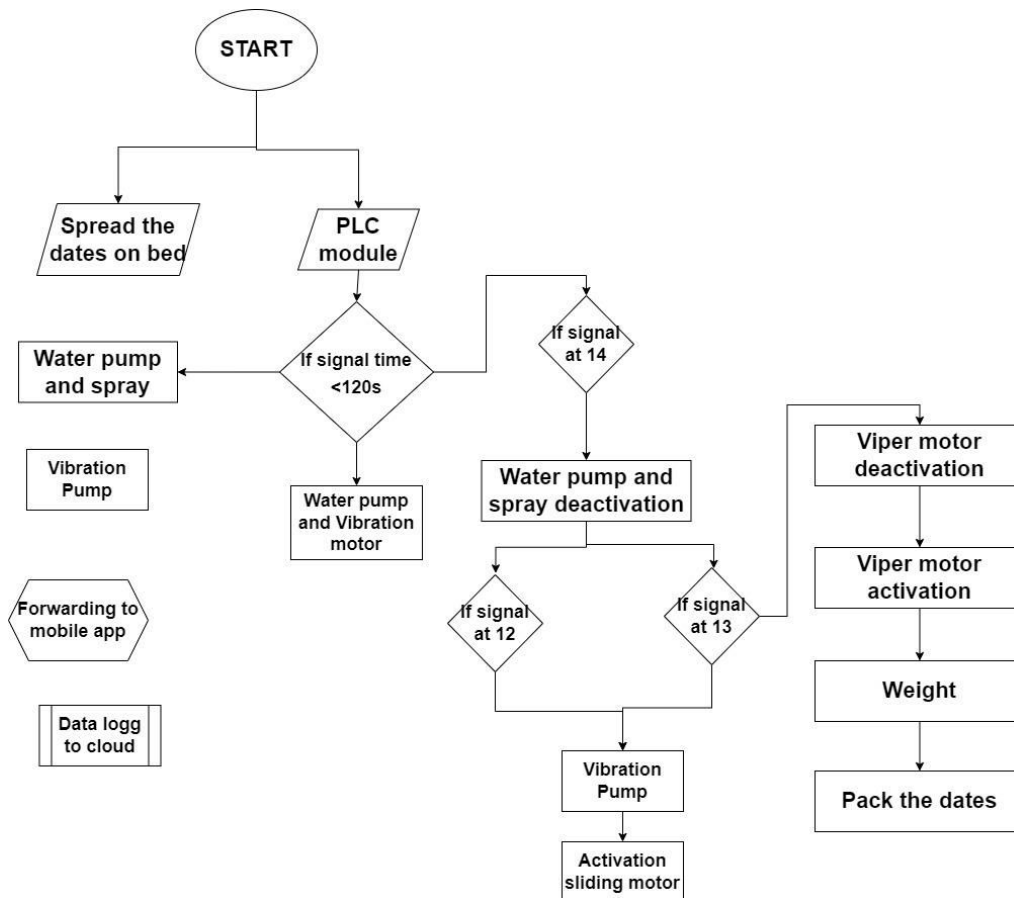 START
Spread the
dates on bed
PLC
module
If signal time
<120s
If signal
at 14
Water pump
and spray
Vibration
Pump
Water pump
and Vibration
motor
Water pump and
spray deactivation
Viper motor
deactivation
Viper motor
activation
Forwarding to
mobile app
If signal
at 12
If signal
at 13
Weight
Data logg
to cloud
Vibration
Pump
Pack the dates
Activation
sliding motor